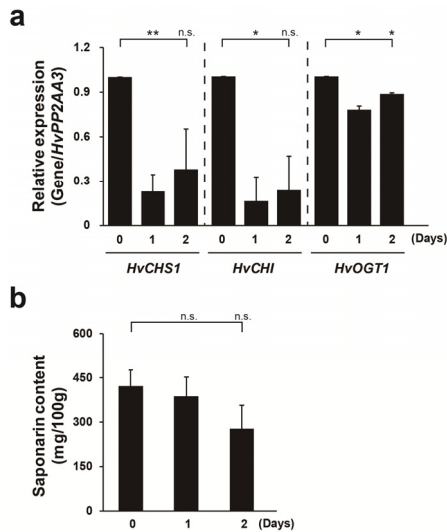 a
** n.s. * n.s. * *
1.2
0.9
0.6
0.3
0
Relative expression
(Gene/HvPP2AA3)
0 1 2 0 1 2 0 1 2 (Days)
HvCHS1 HvCHI HvOGT1
b
n.s. n.s.
600
450
300
150
0
Saponarin content
(mg/100g)
0 1 2 (Days)